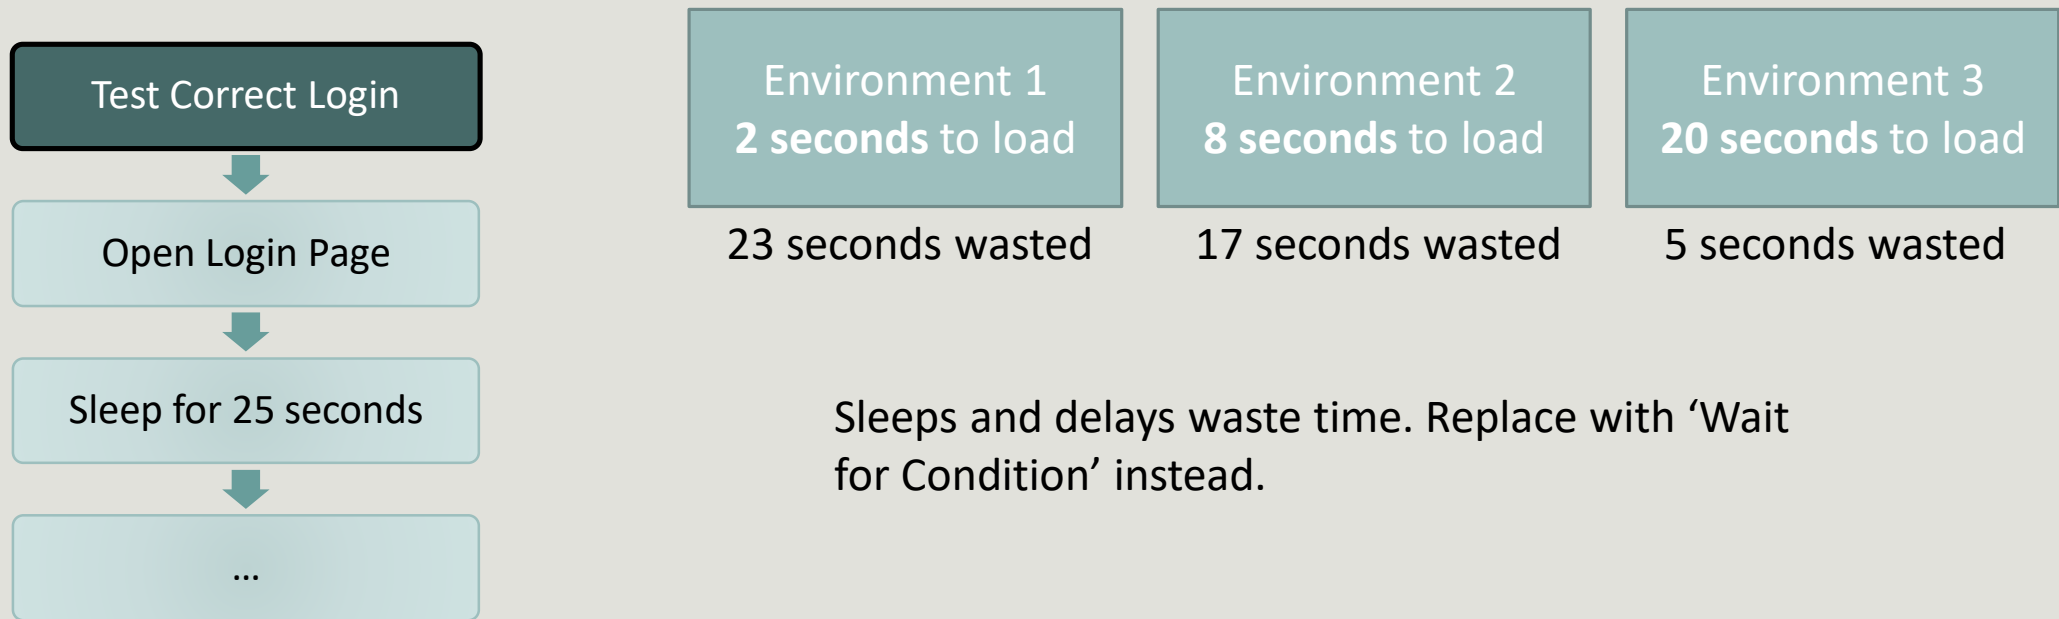 Test Correct Login
Open Login Page
Sleep for 25 seconds
...
Environment 1
2 seconds to load
23 seconds wasted
Environment 2
8 seconds to load
17 seconds wasted
Environment 3
20 seconds to load
5 seconds wasted
Sleeps and delays waste time. Replace with ‘Wait
for Condition’ instead.